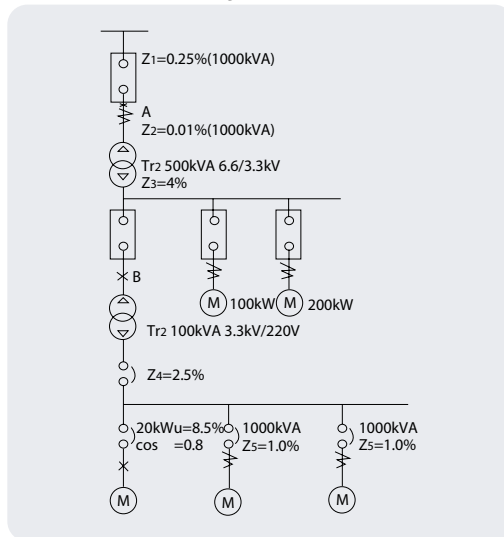 Z1=0.25%(1000kVA)
A
Z2=0.01%(1000kVA)
Tr2 500kVA 6.6/3.3kV
Z3=4%
B
M 100kW M 200kW
Tr2 100kVA 3.3kV/220V
Z4=2.5%
20kWu=8.5% 1000kVA 1000kVA
cos =0.8 Z5=1.0% Z5=1.0%
M M M